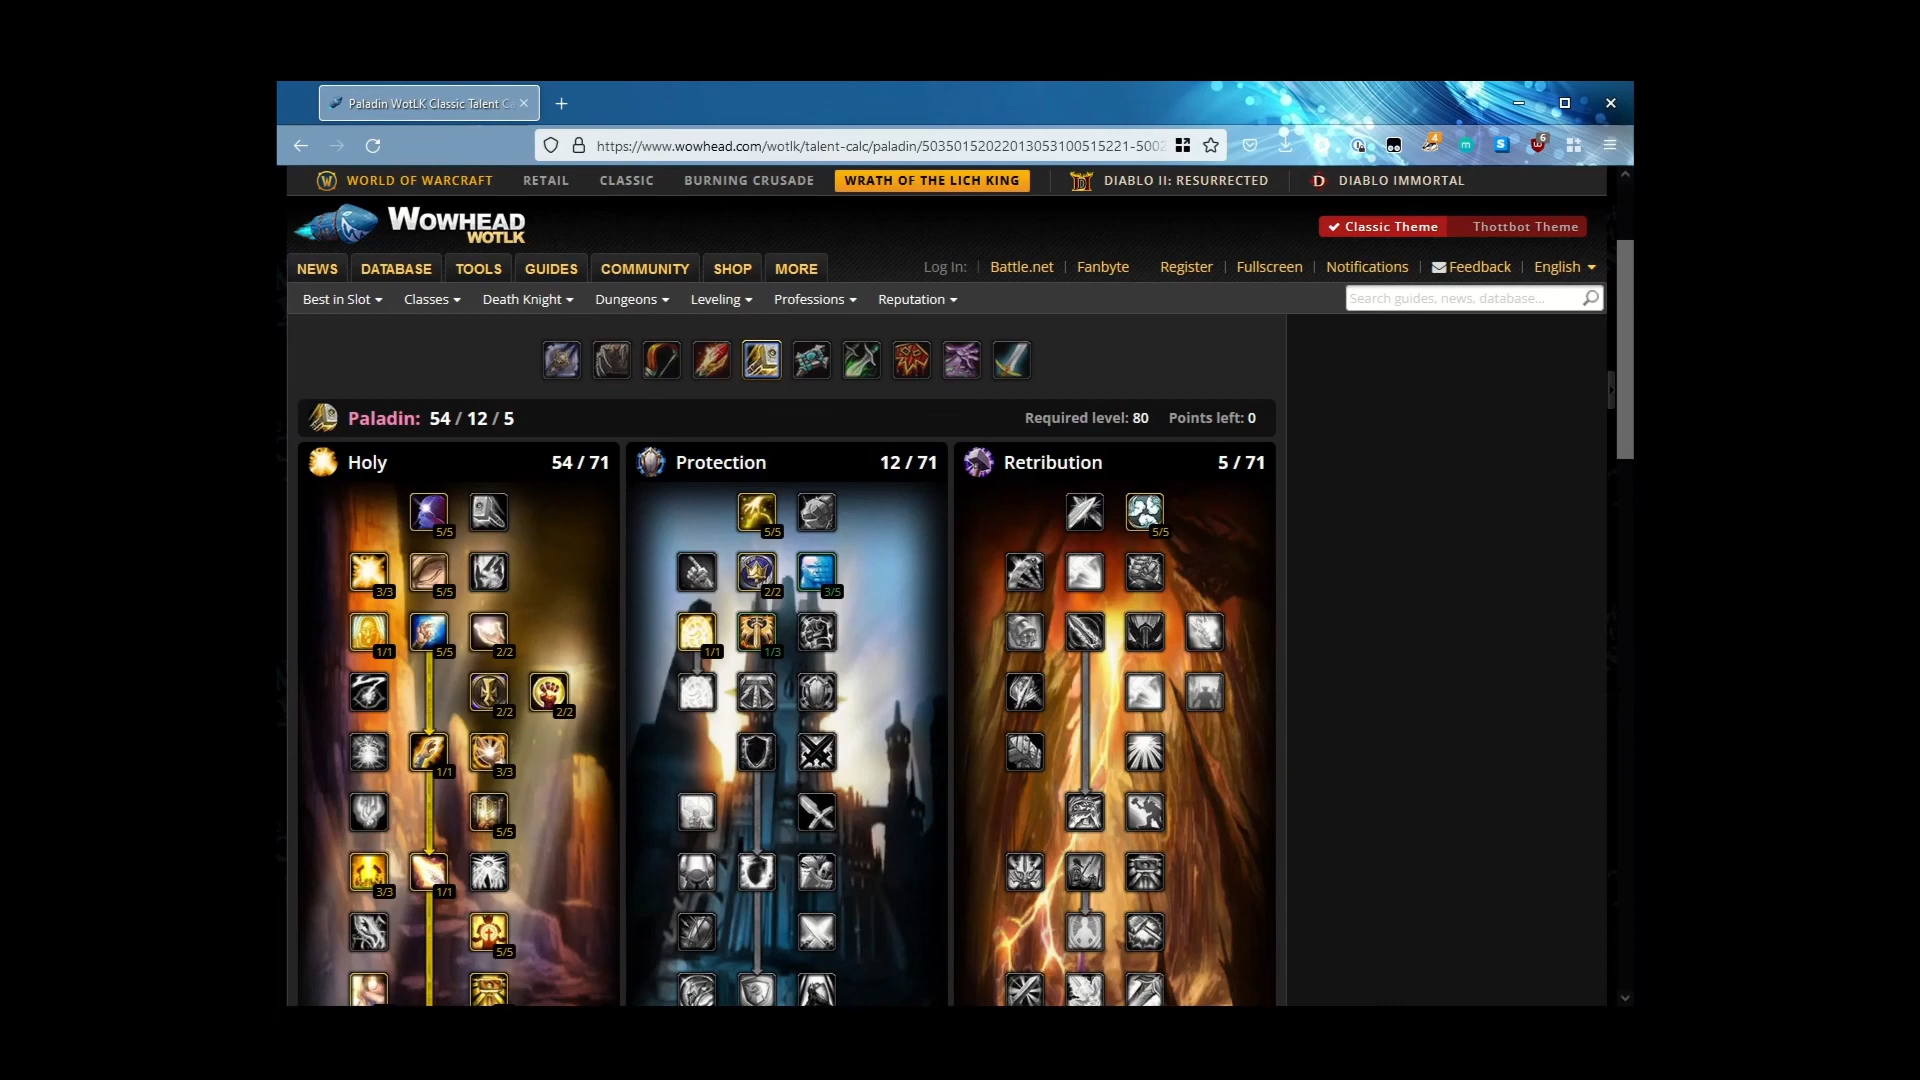 Paladin WotLK Classic Talent Ca
https://www.wowhead.com/wotlk/talent-calc/paladin/50350152022013053100515221-5002
4
6
WORLD OF WARCRAFT RETAIL CLASSIC BURNING CRUSADE WRATH OF THE LICH KING DIABLO II: RESURRECTED DIABLO IMMORTAL
WOWHEAD
WOTLK
Classic Theme Thottbot Theme
NEWS DATABASE TOOLS GUIDES COMMUNITY SHOP MORE
Log In: Battle.net Fanbyte Register Fullscreen Notifications Feedback English
Best in Slot Classes Death Knight Dungeons Leveling Professions Reputation
Search guides, news, database...
Paladin: 54 / 12 / 5
Required level: 80 Points left: 0
Holy 54 / 71 Protection 12 / 71 Retribution 5 / 71
5/5 5/5 5/5
3/3 5/5 2/2 3/5
1/1 5/5 2/2 1/1 1/3
2/2 2/2
1/1 3/3
5/5
3/3 1/1
5/5